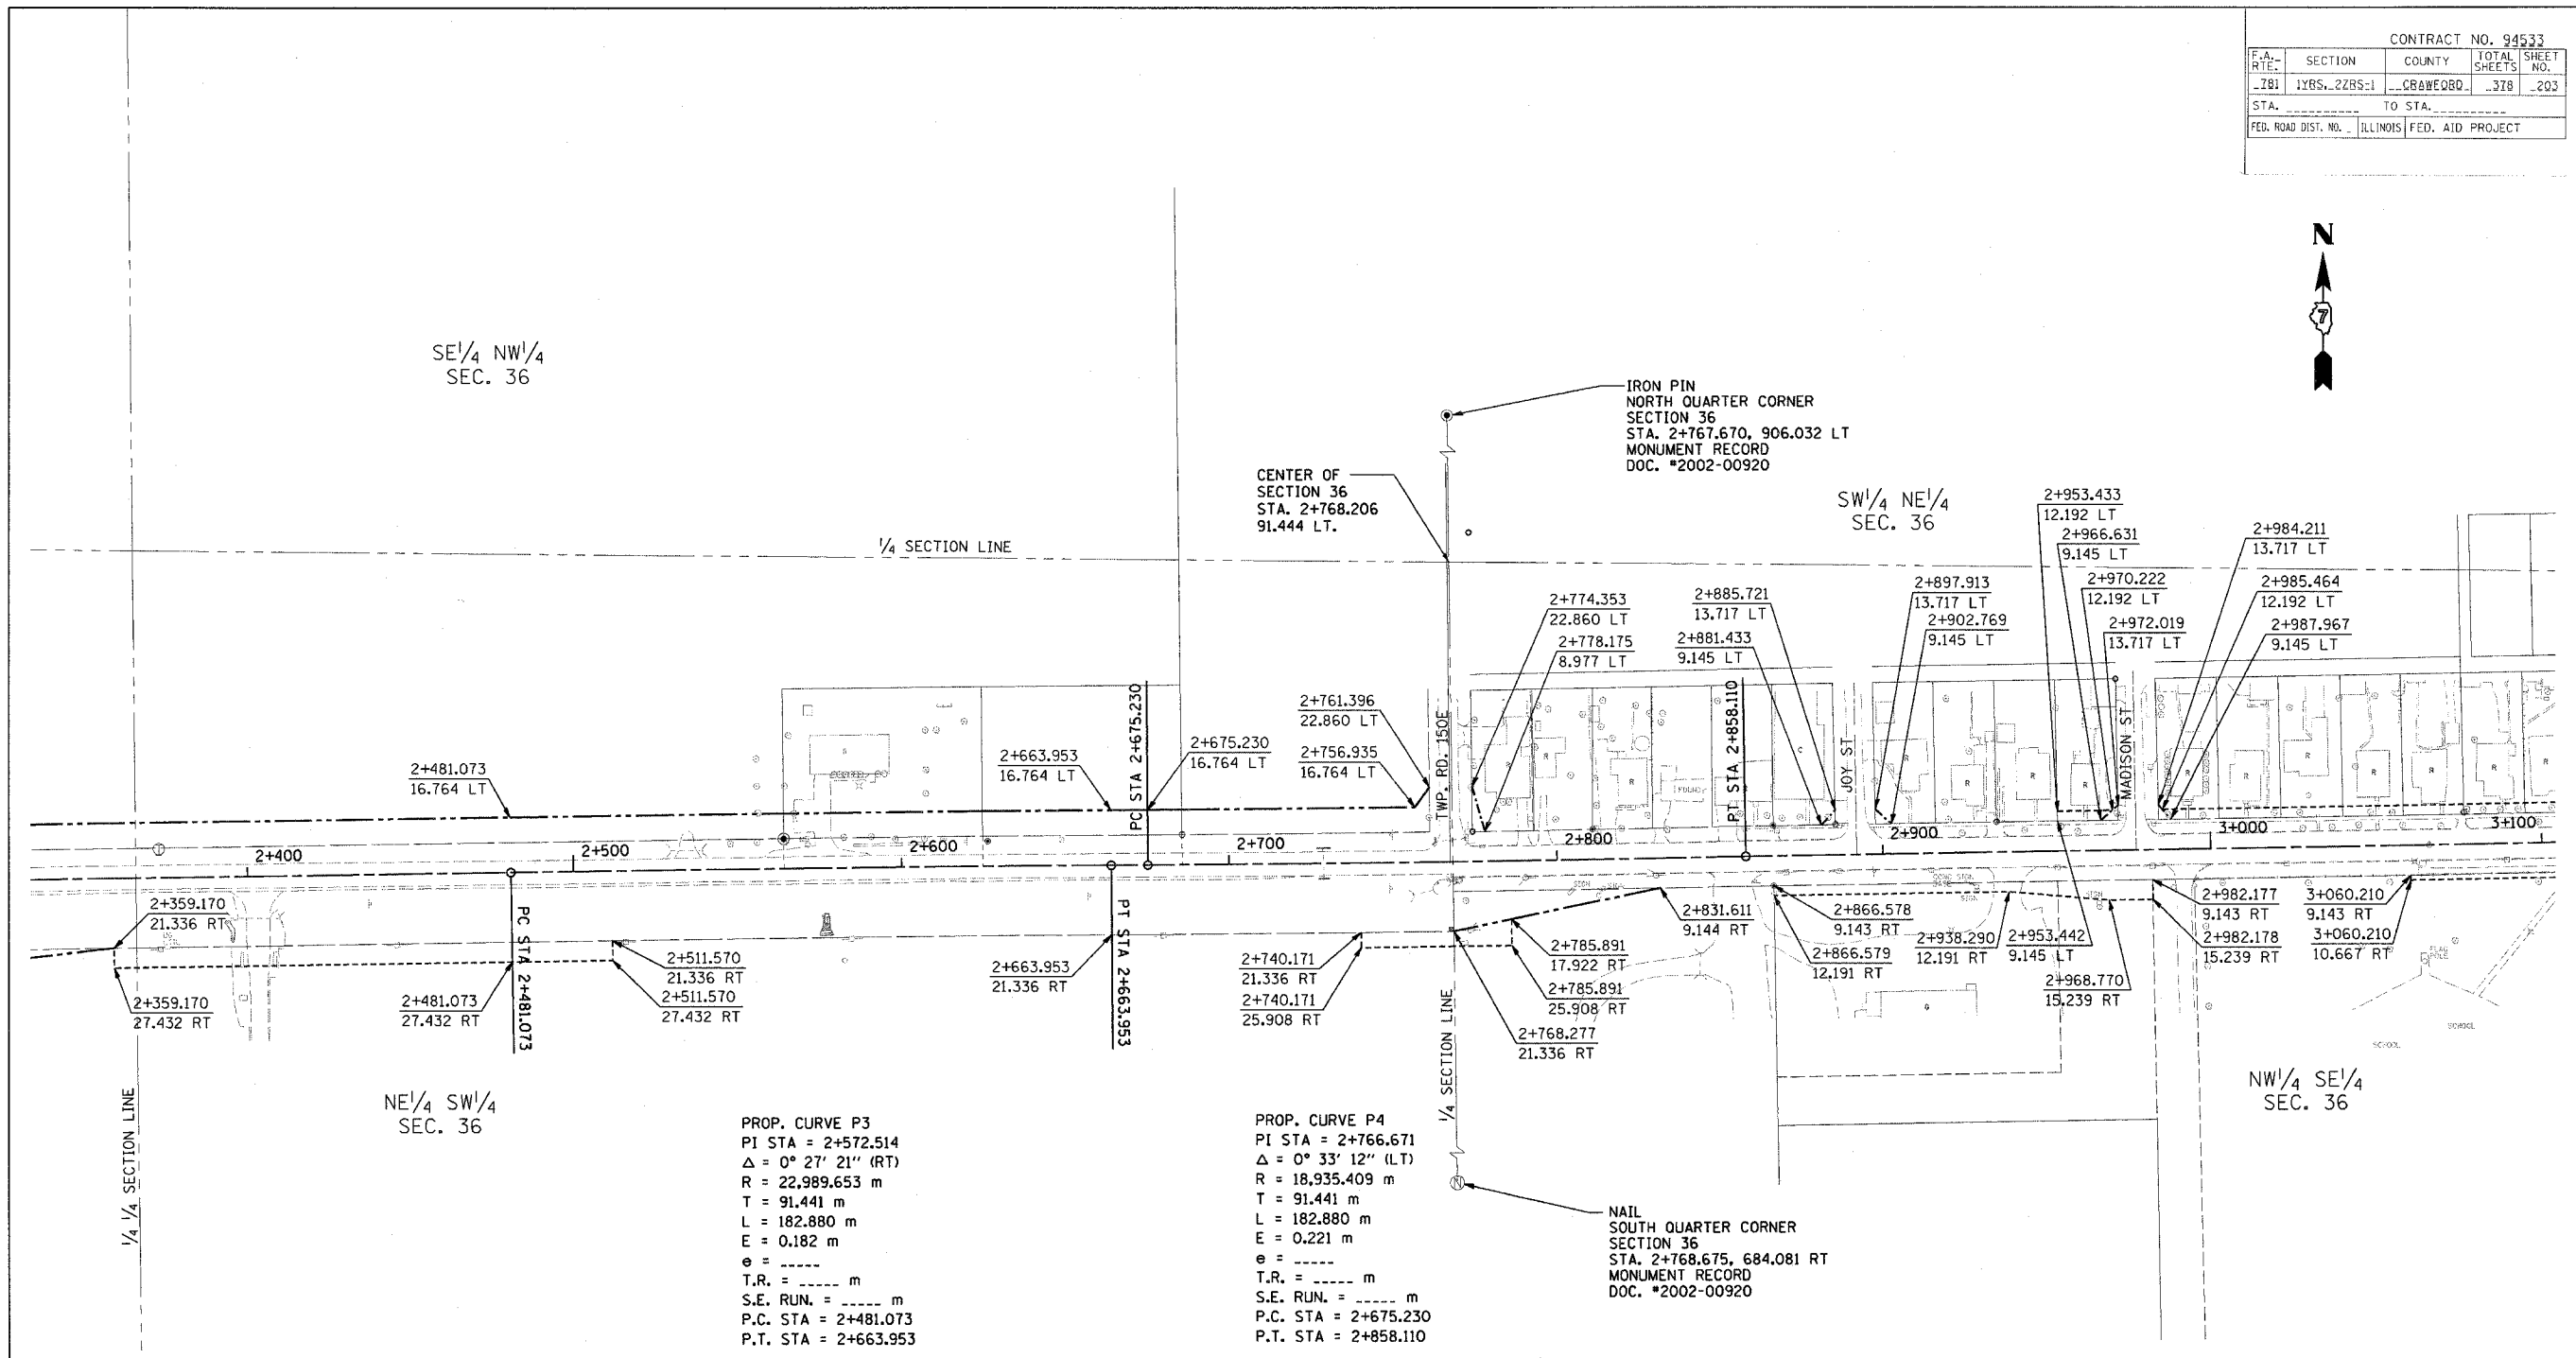 CONTRACT NO. 94533
F.A. RTE. SECTION COUNTY TOTAL SHEETS SHEET NO.
781 1YRS, 2ZRS-1 CRAWFORD 378 203
STA. TO STA.
FED. ROAD DIST. NO. ILLINOIS FED. AID PROJECT
N
7
SE1/4 NW1/4
SEC. 36
IRON PIN
NORTH QUARTER CORNER
SECTION 36
STA. 2+767.670, 906.032 LT
MONUMENT RECORD
DOC. #2002-00920
CENTER OF
SECTION 36
STA. 2+768.206
91.444 LT.
SW1/4 NE1/4
SEC. 36
1/4 SECTION LINE
2+953.433
12.192 LT
2+966.631
9.145 LT
2+970.222
12.192 LT
2+972.019
13.717 LT
2+984.211
13.717 LT
2+985.464
12.192 LT
2+987.967
9.145 LT
2+897.913
13.717 LT
2+902.769
9.145 LT
2+885.721
13.717 LT
2+881.433
9.145 LT
2+774.353
22.860 LT
2+778.175
8.977 LT
2+761.396
22.860 LT
2+756.935
16.764 LT
2+675.230
16.764 LT
2+663.953
16.764 LT
2+481.073
16.764 LT
PC STA 2+675.230
TWP. RD. 150E
PT STA 2+858.110
JOY ST
MADISON ST
FOUND
S
C
R
R
R
R
R
R
R
R
R
R
R
R
2+400
2+500
2+600
2+700
2+800
2+900
3+000
3+100
2+359.170
21.336 RT
2+359.170
27.432 RT
2+481.073
27.432 RT
PC STA 2+481.073
2+511.570
21.336 RT
2+511.570
27.432 RT
2+663.953
21.336 RT
PT STA 2+663.953
2+740.171
21.336 RT
2+740.171
25.908 RT
2+785.891
17.922 RT
2+785.891
25.908 RT
2+768.277
21.336 RT
2+831.611
9.144 RT
2+866.578
9.143 RT
2+866.579
12.191 RT
2+938.290
12.191 RT
2+953.442
9.145 LT
2+968.770
15.239 RT
2+982.177
9.143 RT
2+982.178
15.239 RT
3+060.210
9.143 RT
3+060.210
10.667 RT
SIGN
CONC SIGN
BASE
SIGN
SIGN
FLAG
POLE
SCHOOL
SCHOOL
1/4 SECTION LINE
1/4 1/4 SECTION LINE
NE1/4 SW1/4
SEC. 36
NW1/4 SE1/4
SEC. 36
PROP. CURVE P3
PI STA = 2+572.514
Δ = 0° 27' 21" (RT)
R = 22,989.653 m
T = 91.441 m
L = 182.880 m
E = 0.182 m
e = -----
T.R. = ----- m
S.E. RUN. = ----- m
P.C. STA = 2+481.073
P.T. STA = 2+663.953
PROP. CURVE P4
PI STA = 2+766.671
Δ = 0° 33' 12" (LT)
R = 18,935.409 m
T = 91.441 m
L = 182.880 m
E = 0.221 m
e = -----
T.R. = ----- m
S.E. RUN. = ----- m
P.C. STA = 2+675.230
P.T. STA = 2+858.110
NAIL
SOUTH QUARTER CORNER
SECTION 36
STA. 2+768.675, 684.081 RT
MONUMENT RECORD
DOC. #2002-00920